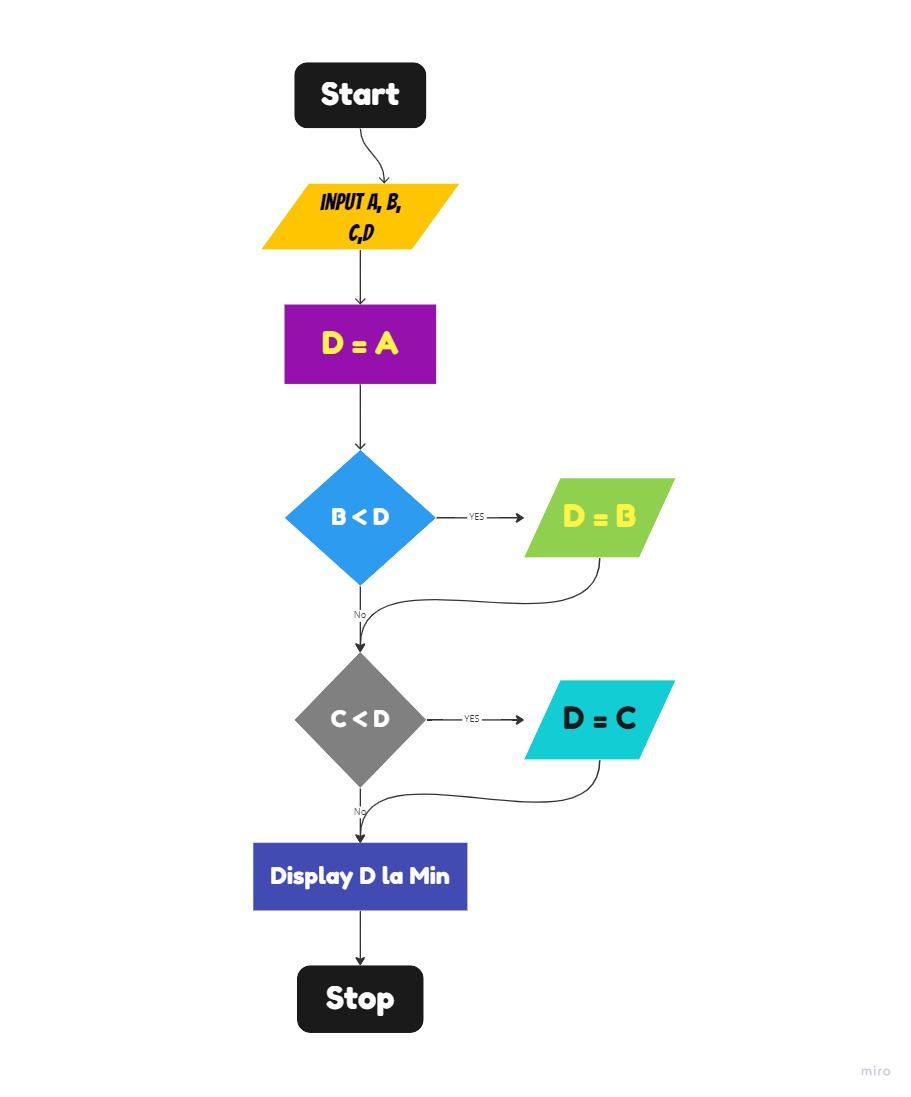 Start
INPUT A, B,
C,D
D = A
B < D
YES
D = B
No
C < D
YES
D = C
No
Display D la Min
Stop
miro